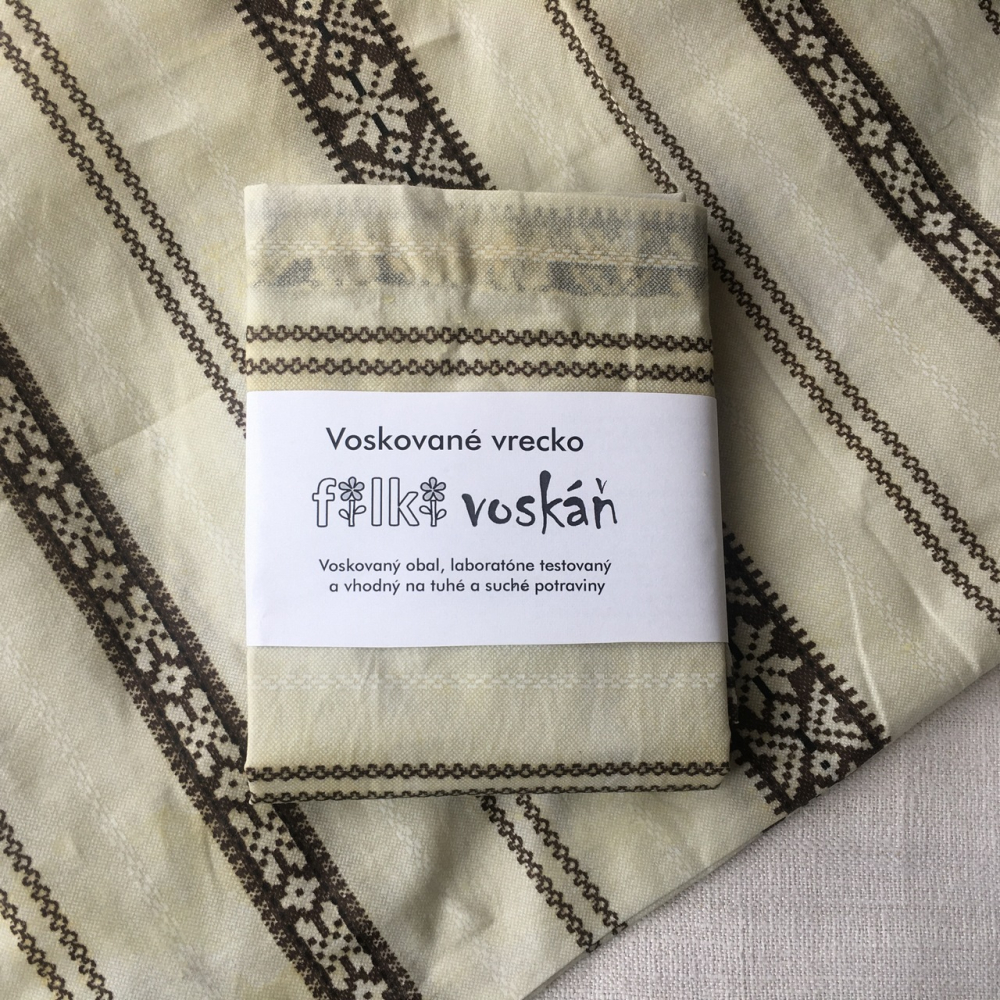 Voskované vrecko
filki voskáň
Voskovaný obal, laboratóne testovaný
a vhodný na tuhé a suché potraviny